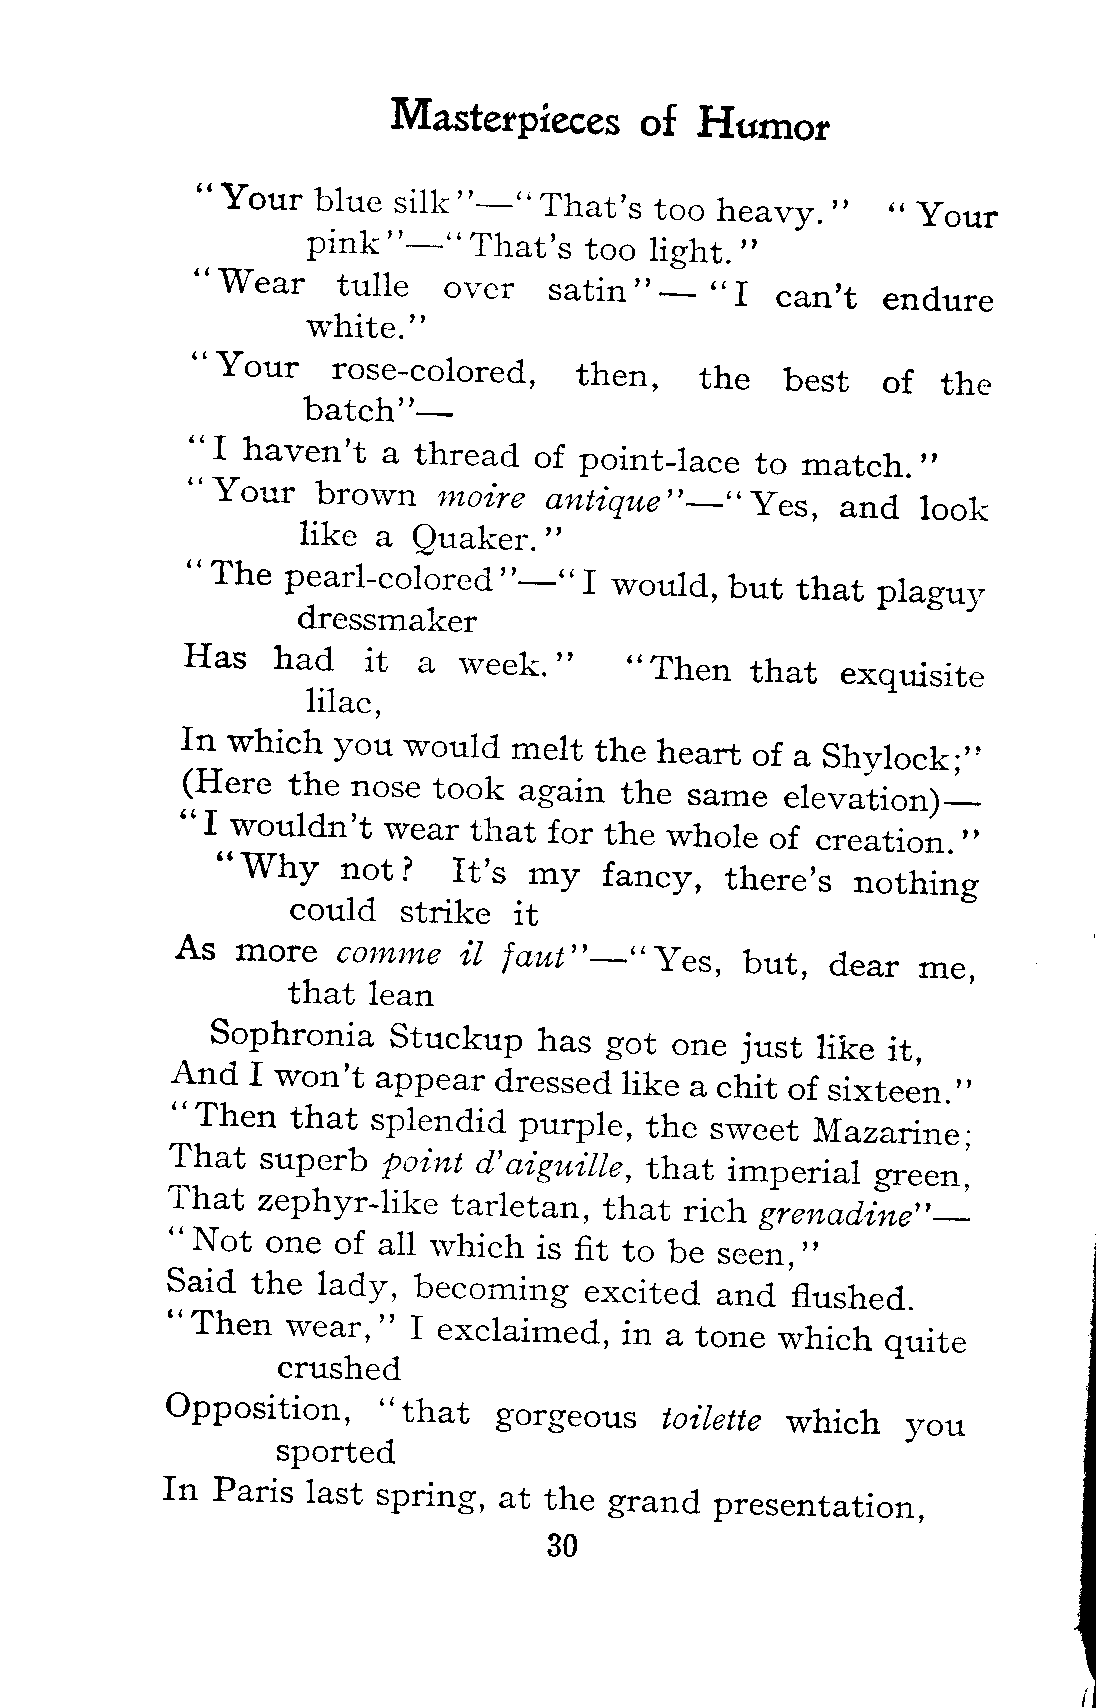 Masterpieces of Humor
"Your blue silk"—"That's too heavy." "Your
pink"—"That's too light."
"Wear tulle over satin"— "I can't endure
white."
"Your rose-colored, then, the best of the
batch"—
"I haven't a thread of point-lace to match."
"Your brown moire antique"—"Yes, and look
like a Quaker."
"The pearl-colored"—"I would, but that plaguy
dressmaker
Has had it a week." "Then that exquisite
lilac,
In which you would melt the heart of a Shylock;"
(Here the nose took again the same elevation)—
"I wouldn't wear that for the whole of creation."
"Why not? It's my fancy, there's nothing
could strike it
As more comme il faut"—"Yes, but, dear me,
that lean
Sophronia Stuckup has got one just like it,
And I won't appear dressed like a chit of sixteen."
"Then that splendid purple, the sweet Mazarine;
That superb point d'aiguille, that imperial green,
That zephyr-like tarletan, that rich grenadine"—
"Not one of all which is fit to be seen,"
Said the lady, becoming excited and flushed.
"Then wear," I exclaimed, in a tone which quite
crushed
Opposition, "that gorgeous toilette which you
sported
In Paris last spring, at the grand presentation,
30